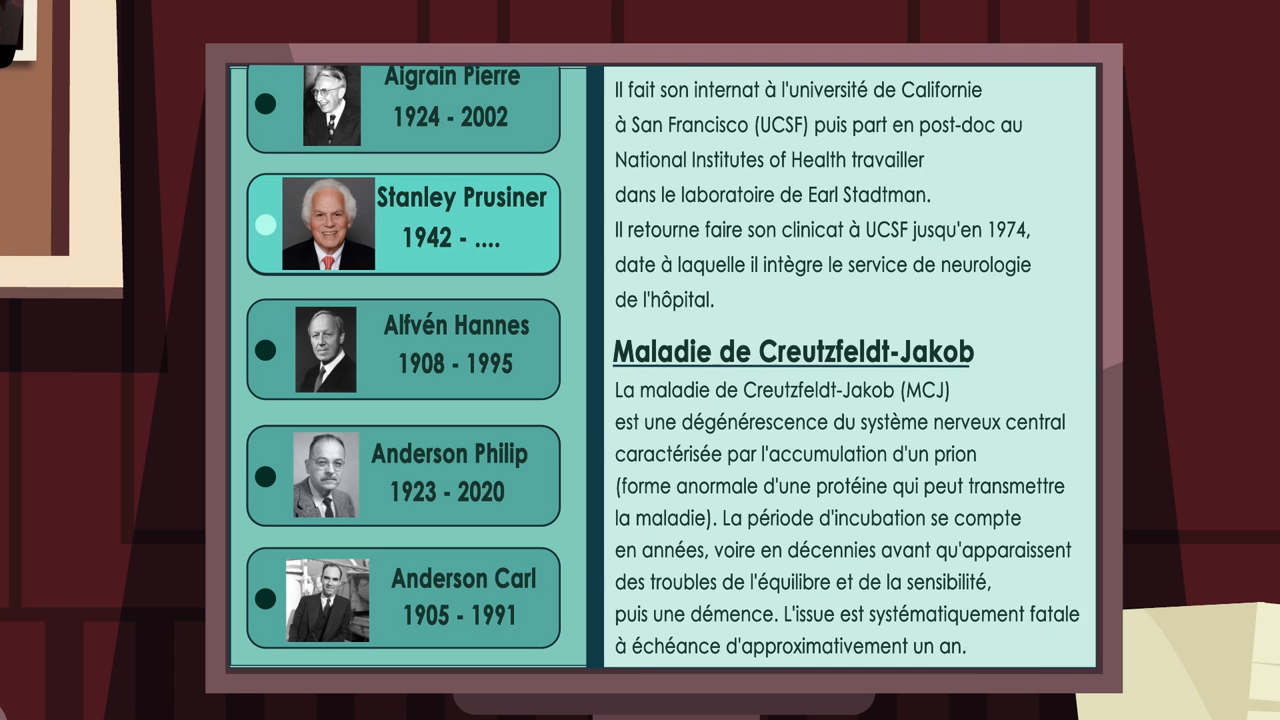 Aigrain Pierre
1924 - 2002
Stanley Prusiner
1942 - ....
Alfvén Hannes
1908 - 1995
Anderson Philip
1923 - 2020
Anderson Carl
1905 - 1991
Il fait son internat à l'université de Californie
à San Francisco (UCSF) puis part en post-doc au
National Institutes of Health travailler
dans le laboratoire de Earl Stadtman.
Il retourne faire son clinicat à UCSF jusqu'en 1974,
date à laquelle il intègre le service de neurologie
de l'hôpital.
Maladie de Creutzfeldt-Jakob
La maladie de Creutzfeldt-Jakob (MCJ)
est une dégénérescence du système nerveux central
caractérisée par l'accumulation d'un prion
(forme anormale d'une protéine qui peut transmettre
la maladie). La période d'incubation se compte
en années, voire en décennies avant qu'apparaissent
des troubles de l'équilibre et de la sensibilité,
puis une démence. L'issue est systématiquement fatale
à échéance d'approximativement un an.